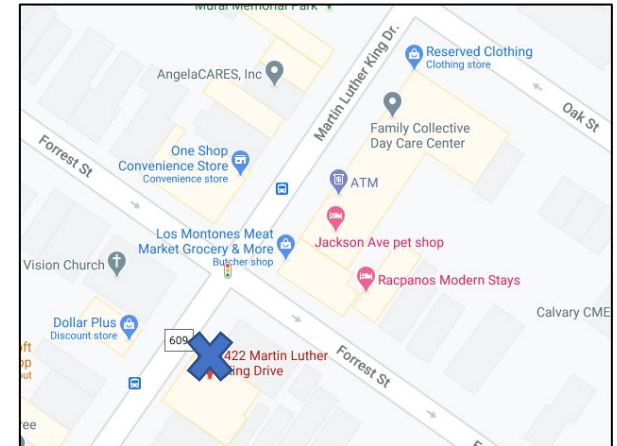 Mural Memorial Park
Martin Luther King Dr.
Reserved Clothing
Clothing store
AngelaCARES, Inc
Oak St
Family Collective
Day Care Center
Forrest St
One Shop
Convenience Store
Convenience store
ATM
Los Montones Meat
Market Grocery & More
Butcher shop
Jackson Ave pet shop
Vision Church
Racpanos Modern Stays
Calvary CME
Dollar Plus
Discount store
609
422 Martin Luther
King Drive
Forrest St